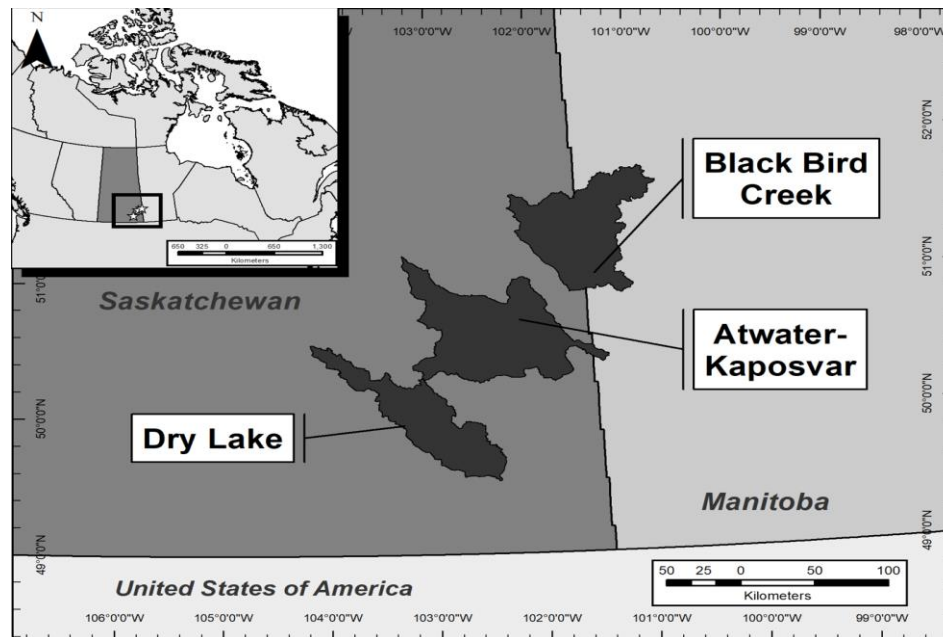 N
103°0'0"W
102°0'0"W
101°0'0"W
100°0'0"W
99°0'0"W
98°0'0"W
52°0'0"N
52°0'0"N
51°0'0"N
51°0'0"N
50°0'0"N
50°0'0"N
49°0'0"N
49°0'0"N
650 325 0 650 1,300
Kilometers
Black Bird
Creek
Saskatchewan
Atwater-
Kaposvar
Dry Lake
Manitoba
United States of America
50 25 0 50 100
Kilometers
106°0'0"W
105°0'0"W
104°0'0"W
103°0'0"W
102°0'0"W
101°0'0"W
100°0'0"W
99°0'0"W